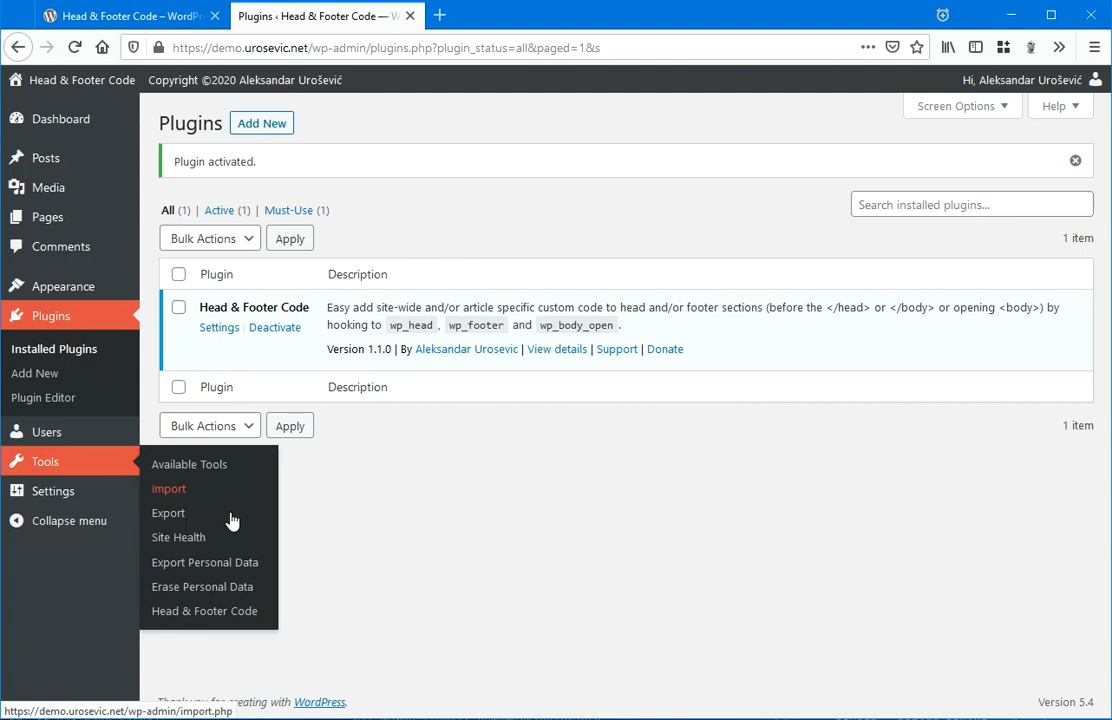 Head & Footer Code – WordPr
Plugins ‹ Head & Footer Code — W
https://demo.urosevic.net/wp-admin/plugins.php?plugin_status=all&paged=1&s
Head & Footer Code
Copyright ©2020 Aleksandar Urošević
Hi, Aleksandar Urošević
Dashboard
Posts
Media
Pages
Comments
Appearance
Plugins
Installed Plugins
Add New
Plugin Editor
Users
Tools
Settings
Collapse menu
Available Tools
Import
Export
Site Health
Export Personal Data
Erase Personal Data
Head & Footer Code
Screen Options
Help
Plugins
Add New
Plugin activated.
All (1) | Active (1) | Must-Use (1)
Search installed plugins...
Bulk Actions
Apply
1 item
Plugin
Description
Head & Footer Code
Settings | Deactivate
Easy add site-wide and/or article specific custom code to head and/or footer sections (before the </head> or </body> or opening <body>) by
hooking to wp_head, wp_footer and wp_body_open.
Version 1.1.0 | By Aleksandar Urosevic | View details | Support | Donate
Plugin
Description
Bulk Actions
Apply
1 item
Thank you for creating with WordPress.
Version 5.4
https://demo.urosevic.net/wp-admin/import.php